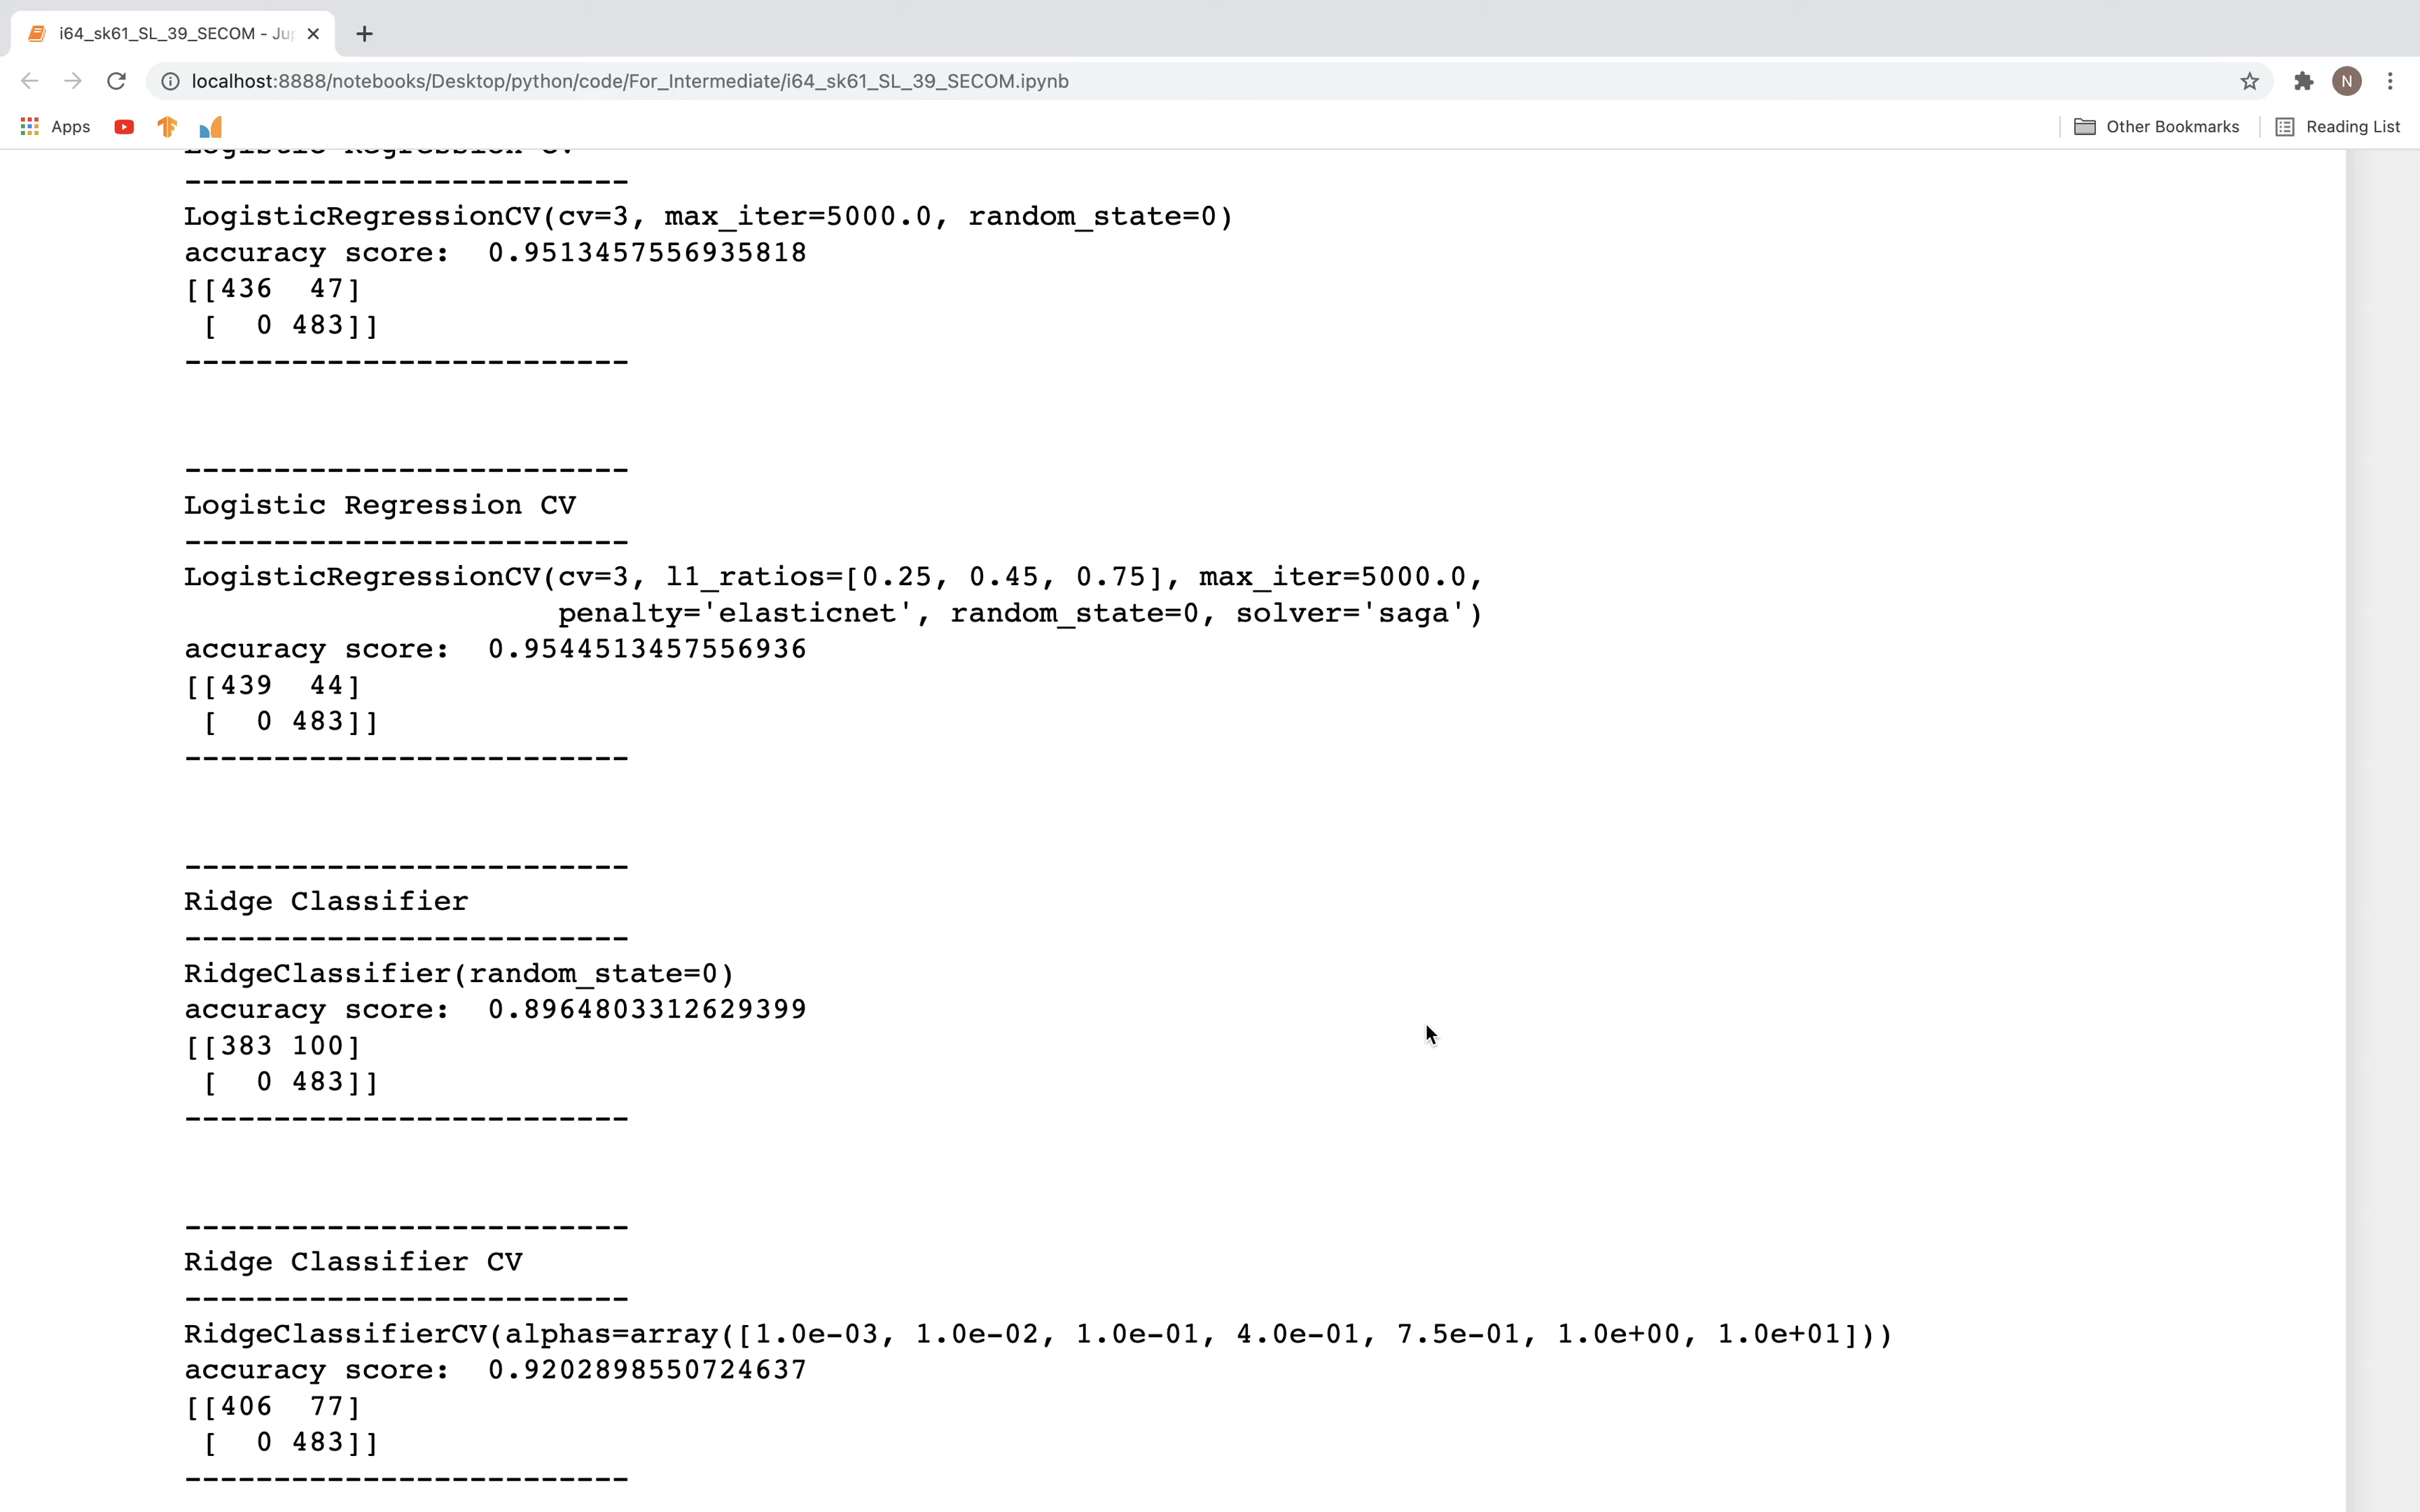 i64_sk61_SL_39_SECOM - Jup
localhost:8888/notebooks/Desktop/python/code/For_Intermediate/i64_sk61_SL_39_SECOM.ipynb
N
Apps
Other Bookmarks
Reading List
Logistic Regression CV
-------------------------
LogisticRegressionCV(cv=3, max_iter=5000.0, random_state=0)
accuracy score:  0.9513457556935818
[[436  47]
 [  0 483]]
-------------------------
-------------------------
Logistic Regression CV
-------------------------
LogisticRegressionCV(cv=3, l1_ratios=[0.25, 0.45, 0.75], max_iter=5000.0,
                     penalty='elasticnet', random_state=0, solver='saga')
accuracy score:  0.9544513457556936
[[439  44]
 [  0 483]]
-------------------------
-------------------------
Ridge Classifier
-------------------------
RidgeClassifier(random_state=0)
accuracy score:  0.8964803312629399
[[383 100]
 [  0 483]]
-------------------------
-------------------------
Ridge Classifier CV
-------------------------
RidgeClassifierCV(alphas=array([1.0e-03, 1.0e-02, 1.0e-01, 4.0e-01, 7.5e-01, 1.0e+00, 1.0e+01]))
accuracy score:  0.9202898550724637
[[406  77]
 [  0 483]]
-------------------------